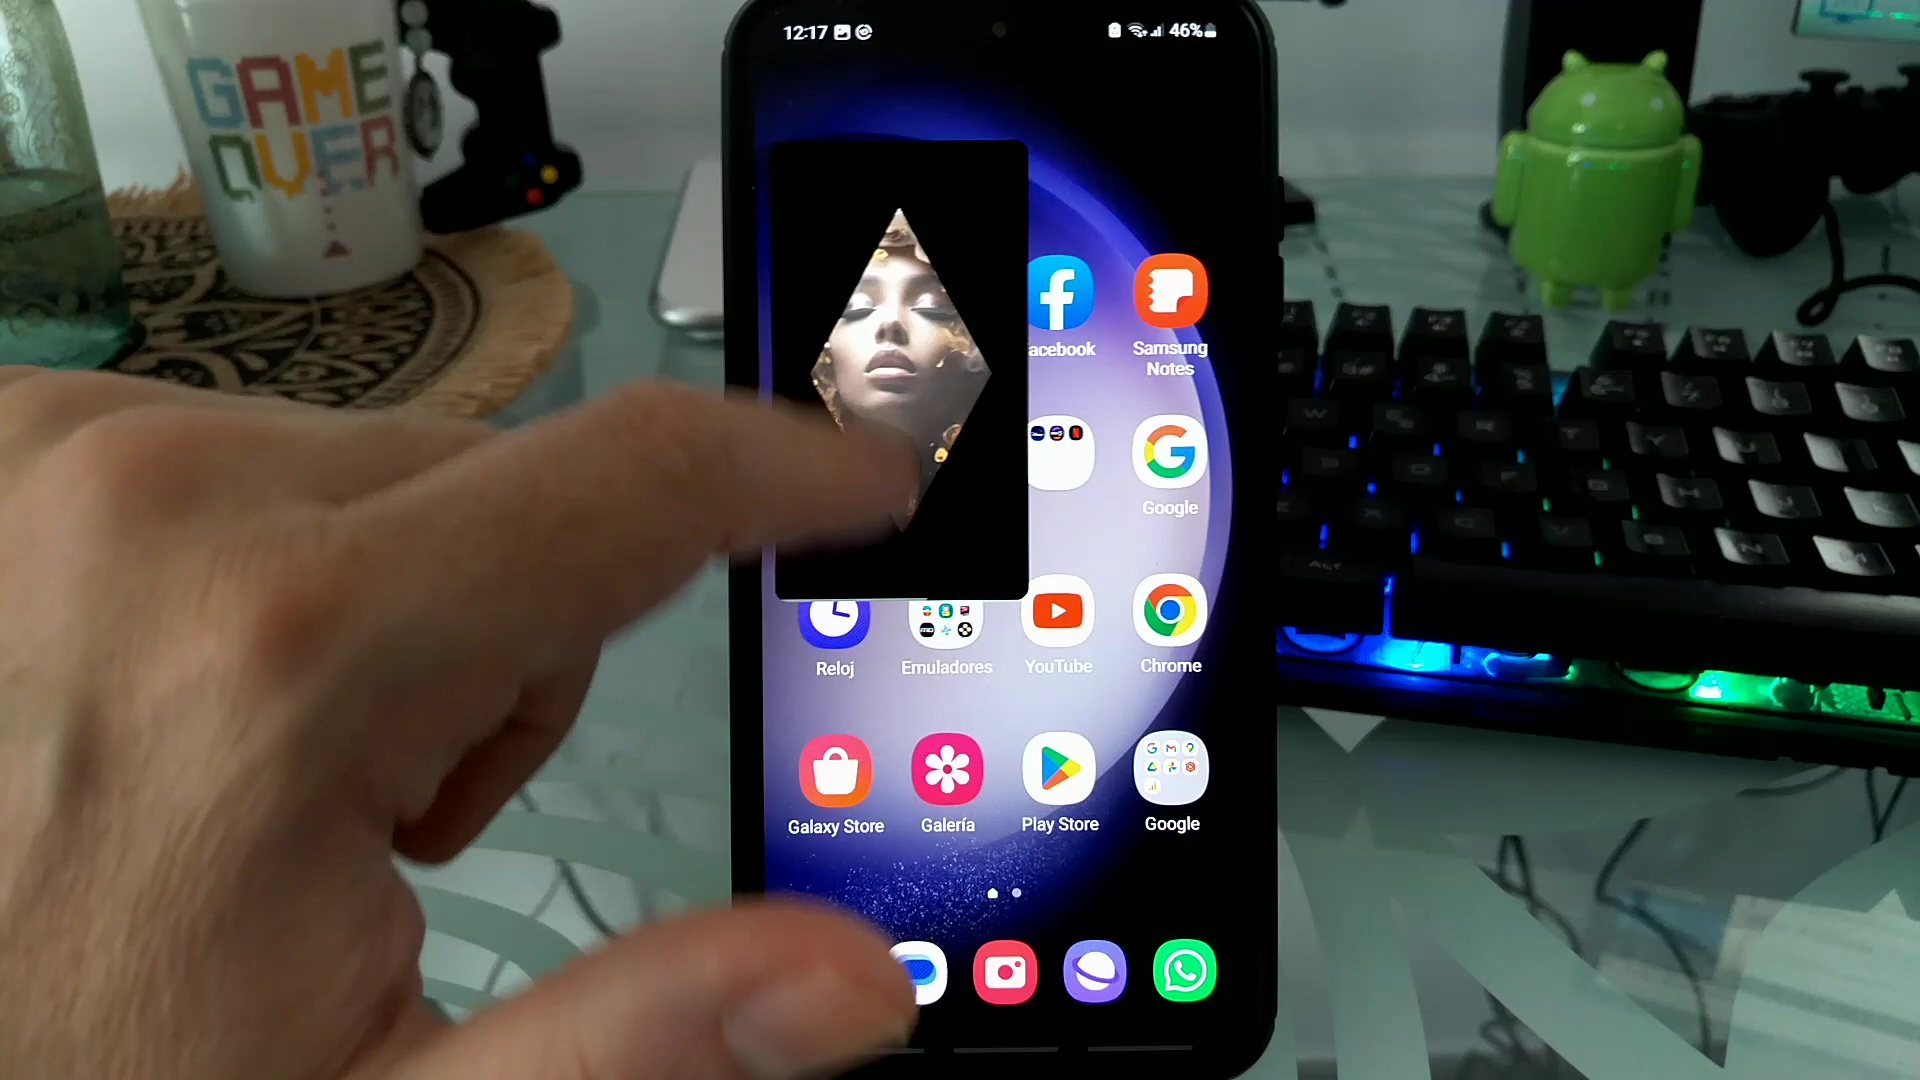 GAME
OVER
12:17
46%
acebook
Samsung
Notes
Google
Reloj
Emuladores
YouTube
Chrome
Galaxy Store
Galería
Play Store
Google